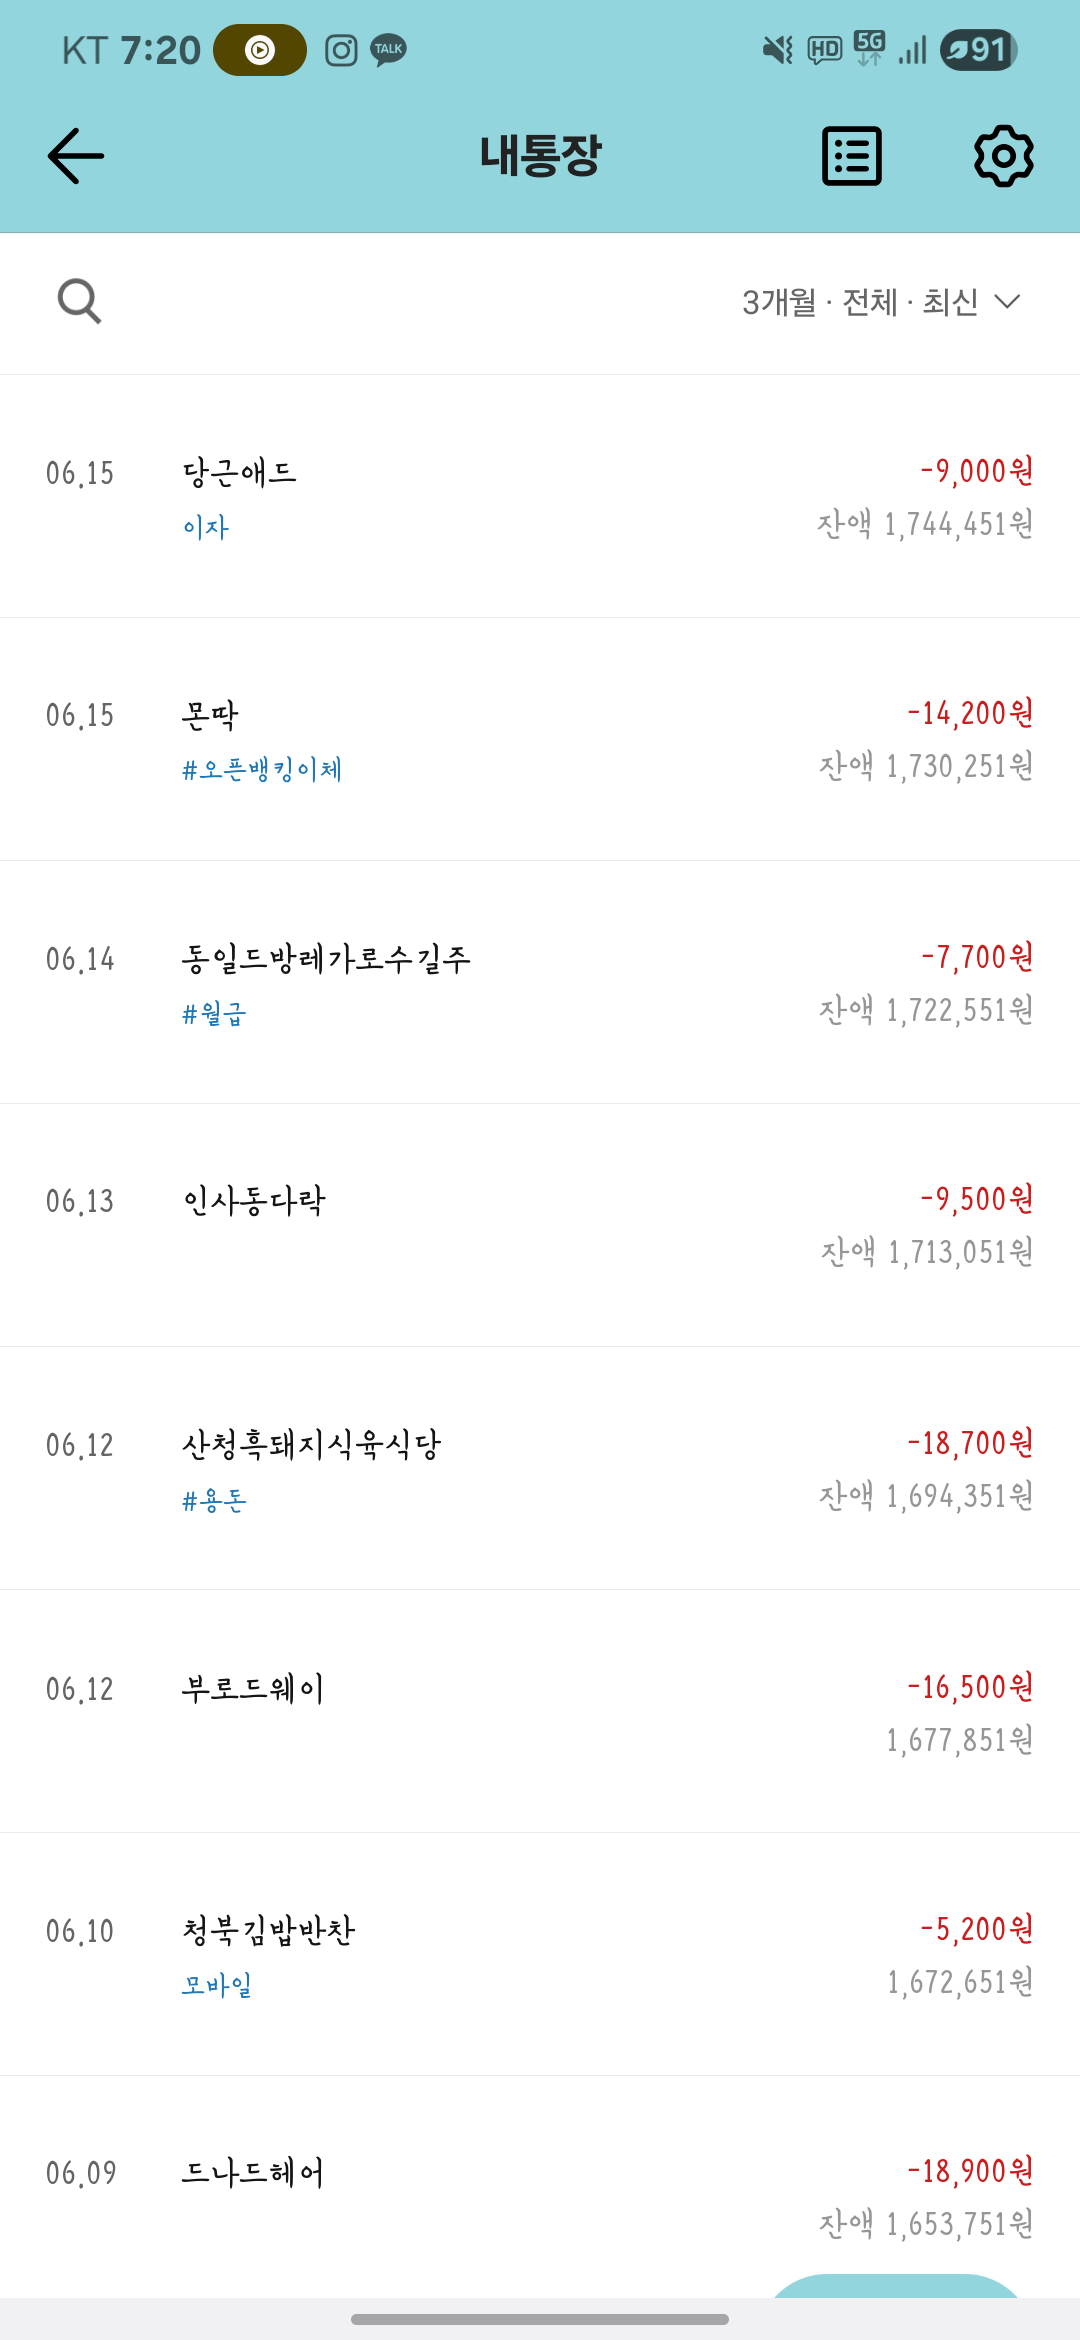 KT 7:20 TALK HD 5G 91
내통장
3개월 · 전체 · 최신
06.15 당근애드 -9,000원
이자 잔액 1,744,451원
06.15 몬딱 -14,200원
#오픈뱅킹이체 잔액 1,730,251원
06.14 동일드방레가로수길주 -7,700원
#월급 잔액 1,722,551원
06.13 인사동다락 -9,500원
잔액 1,713,051원
06.12 산청흑돼지식육식당 -18,700원
#용돈 잔액 1,694,351원
06.12 부로드웨이 -16,500원
1,677,851원
06.10 청북김밥반찬 -5,200원
모바일 1,672,651원
06.09 드나드헤어 -18,900원
잔액 1,653,751원